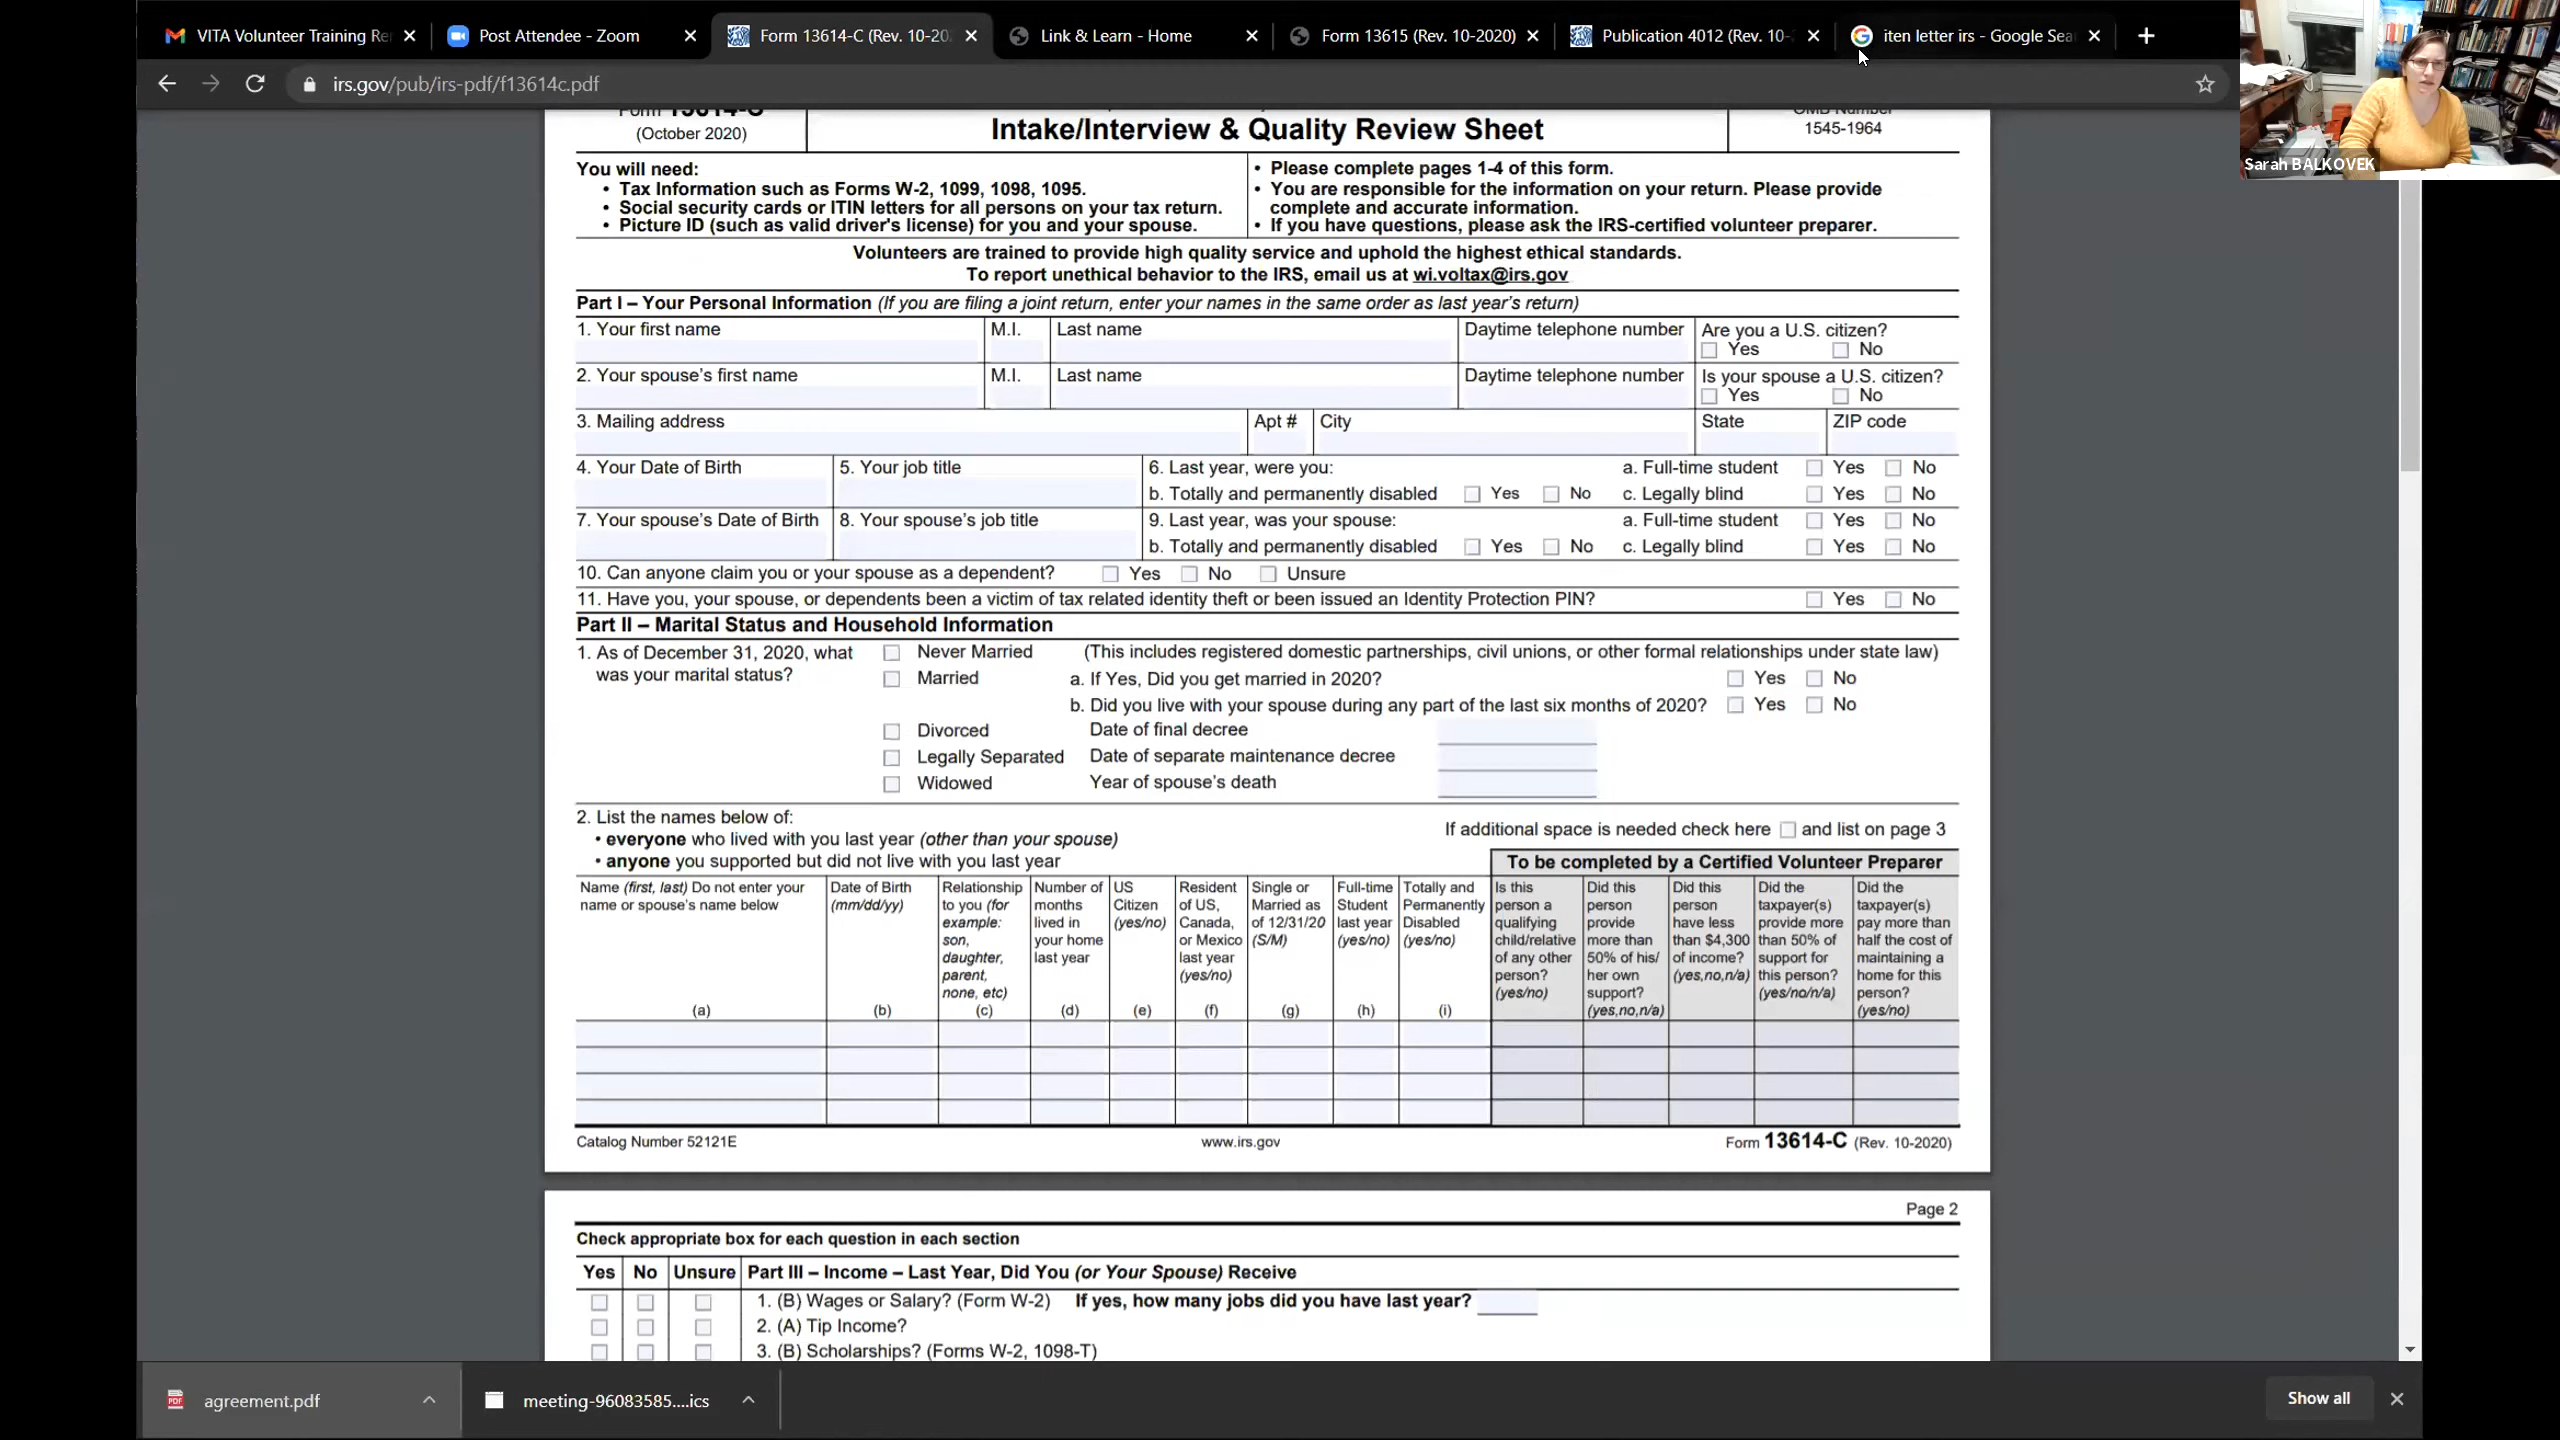 VITA Volunteer Training Re
Post Attendee - Zoom
Form 13614-C (Rev. 10-20
Link & Learn - Home
Form 13615 (Rev. 10-2020)
Publication 4012 (Rev. 10-
iten letter irs - Google Sea
irs.gov/pub/irs-pdf/f13614c.pdf
Sarah BALKOVEK
Form 13614-C
(October 2020)
Intake/Interview & Quality Review Sheet
OMB Number
1545-1964
You will need:
• Tax Information such as Forms W-2, 1099, 1098, 1095.
• Social security cards or ITIN letters for all persons on your tax return.
• Picture ID (such as valid driver's license) for you and your spouse.
• Please complete pages 1-4 of this form.
• You are responsible for the information on your return. Please provide
complete and accurate information.
• If you have questions, please ask the IRS-certified volunteer preparer.
Volunteers are trained to provide high quality service and uphold the highest ethical standards.
To report unethical behavior to the IRS, email us at wi.voltax@irs.gov
Part I – Your Personal Information (If you are filing a joint return, enter your names in the same order as last year's return)
1. Your first name M.I. Last name Daytime telephone number Are you a U.S. citizen?
Yes No
2. Your spouse's first name M.I. Last name Daytime telephone number Is your spouse a U.S. citizen?
Yes No
3. Mailing address Apt # City State ZIP code
4. Your Date of Birth 5. Your job title 6. Last year, were you: a. Full-time student Yes No
b. Totally and permanently disabled Yes No c. Legally blind Yes No
7. Your spouse's Date of Birth 8. Your spouse's job title 9. Last year, was your spouse: a. Full-time student Yes No
b. Totally and permanently disabled Yes No c. Legally blind Yes No
10. Can anyone claim you or your spouse as a dependent? Yes No Unsure
11. Have you, your spouse, or dependents been a victim of tax related identity theft or been issued an Identity Protection PIN? Yes No
Part II – Marital Status and Household Information
1. As of December 31, 2020, what Never Married (This includes registered domestic partnerships, civil unions, or other formal relationships under state law)
was your marital status? Married a. If Yes, Did you get married in 2020? Yes No
b. Did you live with your spouse during any part of the last six months of 2020? Yes No
Divorced Date of final decree
Legally Separated Date of separate maintenance decree
Widowed Year of spouse's death
2. List the names below of:
• everyone who lived with you last year (other than your spouse)
• anyone you supported but did not live with you last year
If additional space is needed check here and list on page 3
To be completed by a Certified Volunteer Preparer
Name (first, last) Do not enter your
name or spouse's name below
(a)
Date of Birth
(mm/dd/yy)
(b)
Relationship
to you (for
example:
son,
daughter,
parent,
none, etc)
(c)
Number of
months
lived in
your home
last year
(d)
US
Citizen
(yes/no)
(e)
Resident
of US,
Canada,
or Mexico
last year
(yes/no)
(f)
Single or
Married as
of 12/31/20
(S/M)
(g)
Full-time
Student
last year
(yes/no)
(h)
Totally and
Permanently
Disabled
(yes/no)
(i)
Is this
person a
qualifying
child/relative
of any other
person?
(yes/no)
Did this
person
provide
more than
50% of his/
her own
support?
(yes,no,n/a)
Did this
person
have less
than $4,300
of income?
(yes,no,n/a)
Did the
taxpayer(s)
provide more
than 50% of
support for
this person?
(yes/no/n/a)
Did the
taxpayer(s)
pay more than
half the cost of
maintaining a
home for this
person?
(yes/no)
Catalog Number 52121E www.irs.gov Form 13614-C (Rev. 10-2020)
Page 2
Check appropriate box for each question in each section
Yes No Unsure Part III – Income – Last Year, Did You (or Your Spouse) Receive
1. (B) Wages or Salary? (Form W-2) If yes, how many jobs did you have last year?
2. (A) Tip Income?
3. (B) Scholarships? (Forms W-2, 1098-T)
agreement.pdf
meeting-96083585....ics
Show all